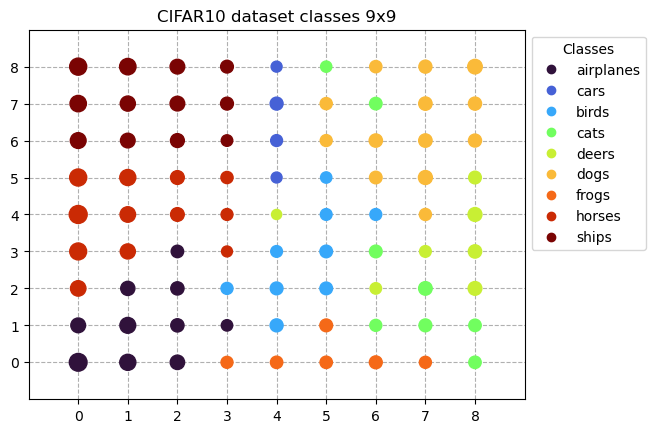 CIFAR10 dataset classes 9x9
8
7
6
5
4
3
2
1
0
0 1 2 3 4 5 6 7 8
Classes
airplanes
cars
birds
cats
deers
dogs
frogs
horses
ships